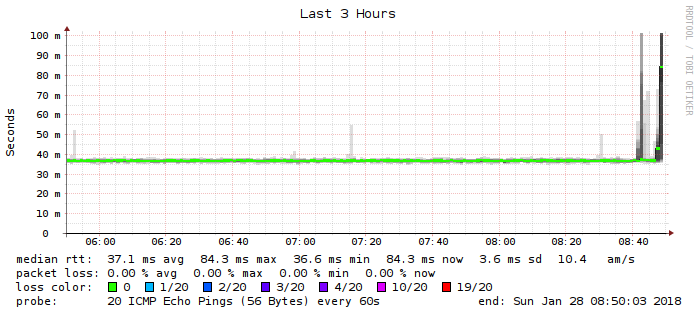 Last 3 Hours
RRDTOOL / TOBI OETIKER
Seconds
100 m
90 m
80 m
70 m
60 m
50 m
40 m
30 m
20 m
10 m
0
06:00 06:20 06:40 07:00 07:20 07:40 08:00 08:20 08:40
median rtt: 37.1 ms avg 84.3 ms max 36.6 ms min 84.3 ms now 3.6 ms sd 10.4 am/s
packet loss: 0.00 % avg 0.00 % max 0.00 % min 0.00 % now
loss color: 0 1/20 2/20 3/20 4/20 10/20 19/20
probe: 20 ICMP Echo Pings (56 Bytes) every 60s end: Sun Jan 28 08:50:03 2018